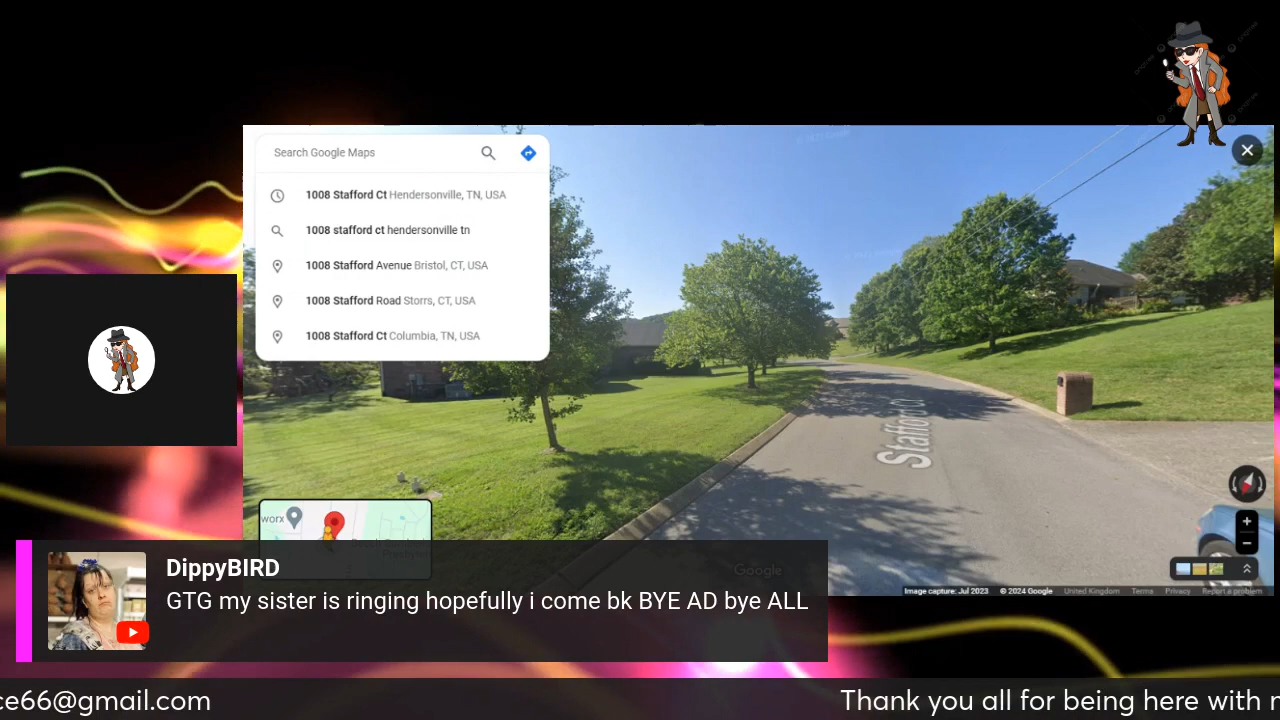 Search Google Maps
1008 Stafford Ct Hendersonville, TN, USA
1008 stafford ct hendersonville tn
1008 Stafford Avenue Bristol, CT, USA
1008 Stafford Road Storrs, CT, USA
1008 Stafford Ct Columbia, TN, USA
Stafford Ct
worx
Google
Image capture: Jul 2023 © 2024 Google United Kingdom Terms Privacy Report a problem
DippyBIRD
GTG my sister is ringing hopefully i come bk BYE AD bye ALL
ce66@gmail.com
Thank you all for being here with